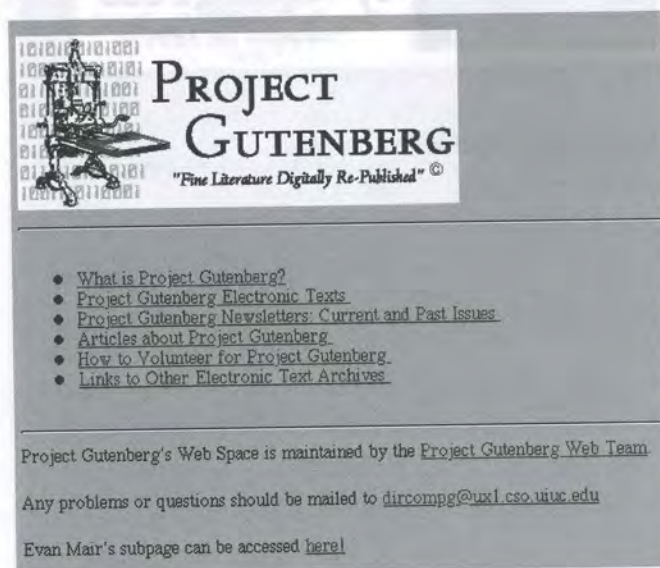 PROJECT
GUTENBERG
"Fine Literature Digitally Re-Published" ©
What is Project Gutenberg?
Project Gutenberg Electronic Texts
Project Gutenberg Newsletters: Current and Past Issues
Articles about Project Gutenberg
How to Volunteer for Project Gutenberg
Links to Other Electronic Text Archives
Project Gutenberg's Web Space is maintained by the Project Gutenberg Web Team.
Any problems or questions should be mailed to dircompg@ux1.cso.uiuc.edu
Evan Mair's subpage can be accessed here!